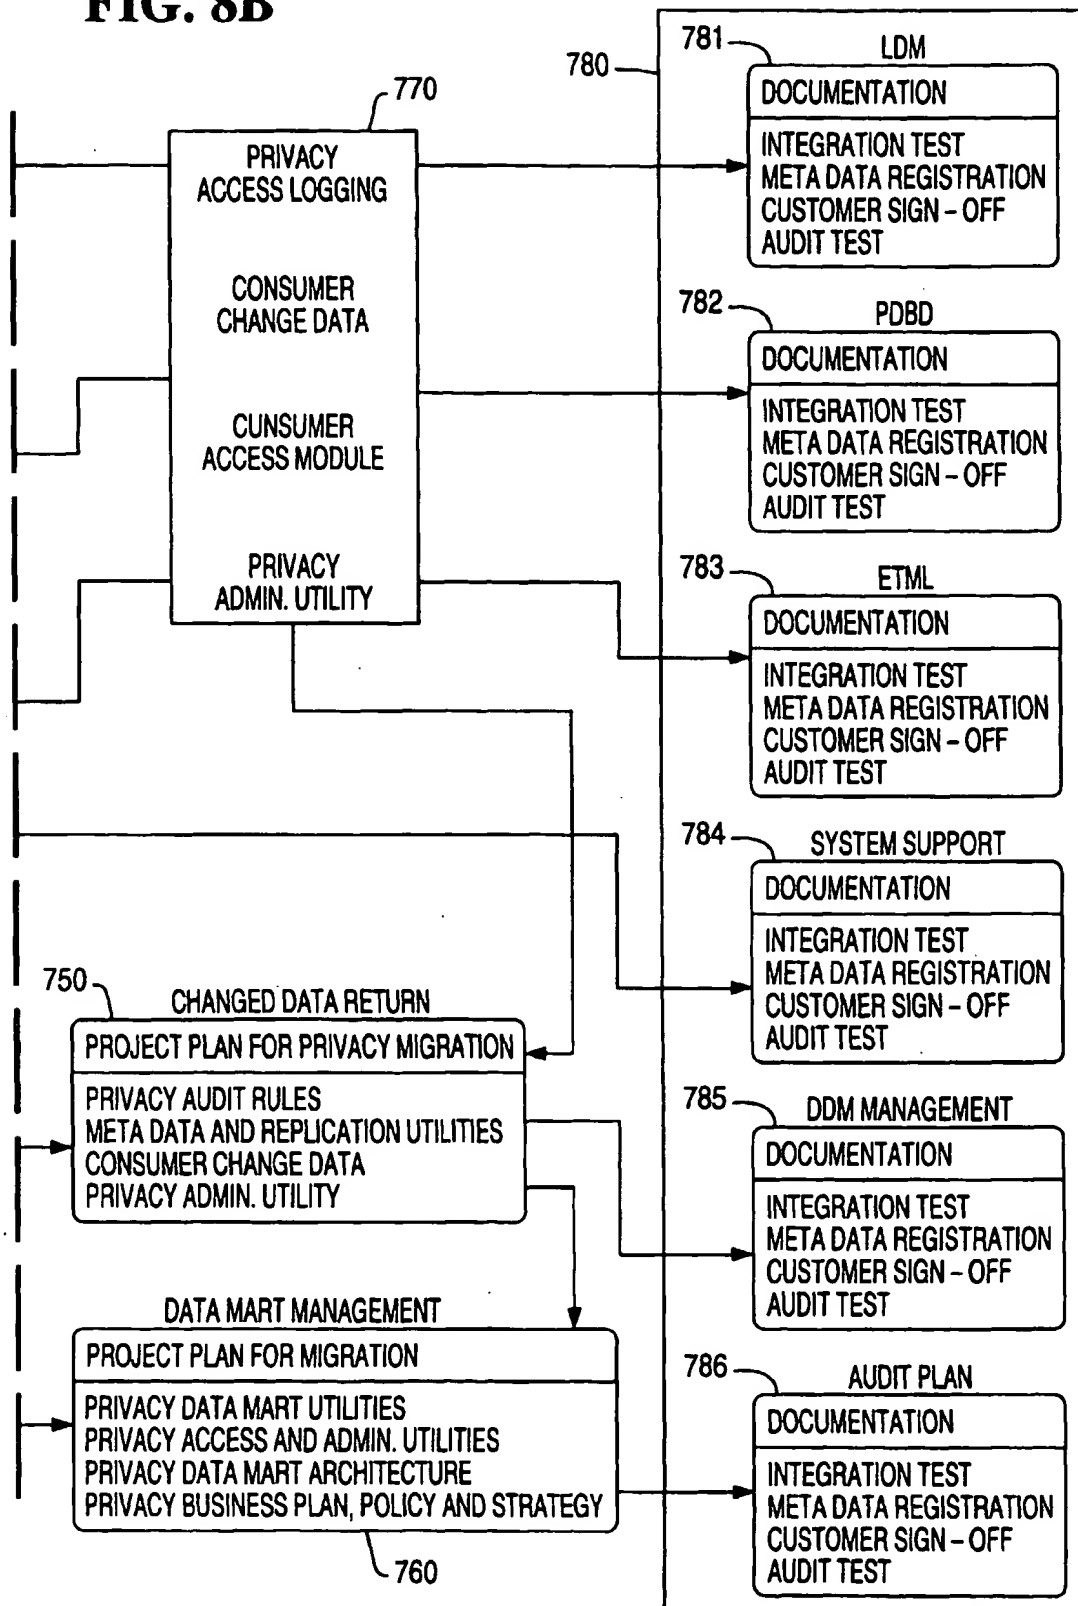 FIG. 8B
770
PRIVACY
ACCESS LOGGING
CONSUMER
CHANGE DATA
CUNSUMER
ACCESS MODULE
PRIVACY
ADMIN. UTILITY
750
CHANGED DATA RETURN
PROJECT PLAN FOR PRIVACY MIGRATION
PRIVACY AUDIT RULES
META DATA AND REPLICATION UTILITIES
CONSUMER CHANGE DATA
PRIVACY ADMIN. UTILITY
DATA MART MANAGEMENT
PROJECT PLAN FOR MIGRATION
PRIVACY DATA MART UTILITIES
PRIVACY ACCESS AND ADMIN. UTILITIES
PRIVACY DATA MART ARCHITECTURE
PRIVACY BUSINESS PLAN, POLICY AND STRATEGY
760
780
781
LDM
DOCUMENTATION
INTEGRATION TEST
META DATA REGISTRATION
CUSTOMER SIGN – OFF
AUDIT TEST
782
PDBD
DOCUMENTATION
INTEGRATION TEST
META DATA REGISTRATION
CUSTOMER SIGN – OFF
AUDIT TEST
783
ETML
DOCUMENTATION
INTEGRATION TEST
META DATA REGISTRATION
CUSTOMER SIGN – OFF
AUDIT TEST
784
SYSTEM SUPPORT
DOCUMENTATION
INTEGRATION TEST
META DATA REGISTRATION
CUSTOMER SIGN – OFF
AUDIT TEST
785
DDM MANAGEMENT
DOCUMENTATION
INTEGRATION TEST
META DATA REGISTRATION
CUSTOMER SIGN – OFF
AUDIT TEST
786
AUDIT PLAN
DOCUMENTATION
INTEGRATION TEST
META DATA REGISTRATION
CUSTOMER SIGN – OFF
AUDIT TEST